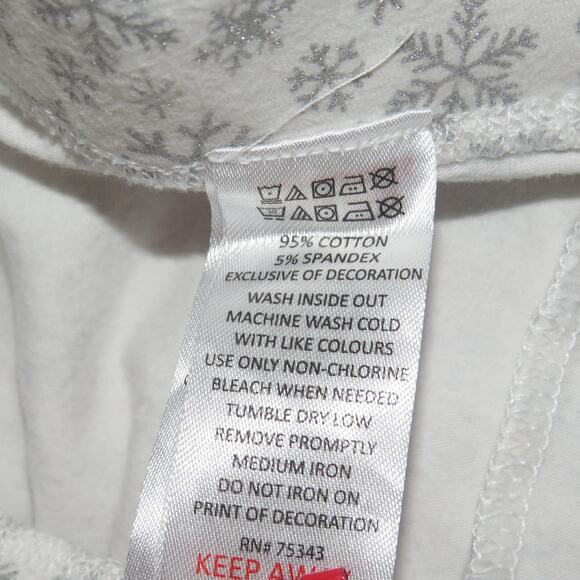 95% COTTON
5% SPANDEX
EXCLUSIVE OF DECORATION
WASH INSIDE OUT
MACHINE WASH COLD
WITH LIKE COLOURS
USE ONLY NON-CHLORINE
BLEACH WHEN NEEDED
TUMBLE DRY LOW
REMOVE PROMPTLY
MEDIUM IRON
DO NOT IRON ON
PRINT OF DECORATION
RN# 75343
KEEP